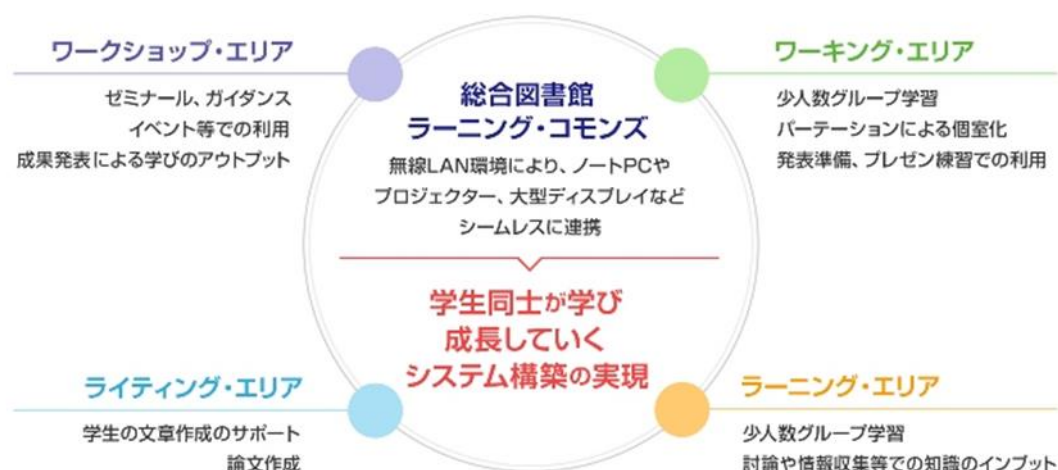 ワークショップ・エリア
ゼミナール、ガイダンス
イベント等での利用
成果発表による学びのアウトプット
総合図書館
ラーニング・コモンズ
無線LAN環境により、ノートPCや
プロジェクター、大型ディスプレイなど
シームレスに連携
学生同士が学び
成長していく
システム構築の実現
ワーキング・エリア
少人数グループ学習
パーテーションによる個室化
発表準備、プレゼン練習での利用
ライティング・エリア
学生の文章作成のサポート
論文作成
ラーニング・エリア
少人数グループ学習
討論や情報収集等での知識のインプット